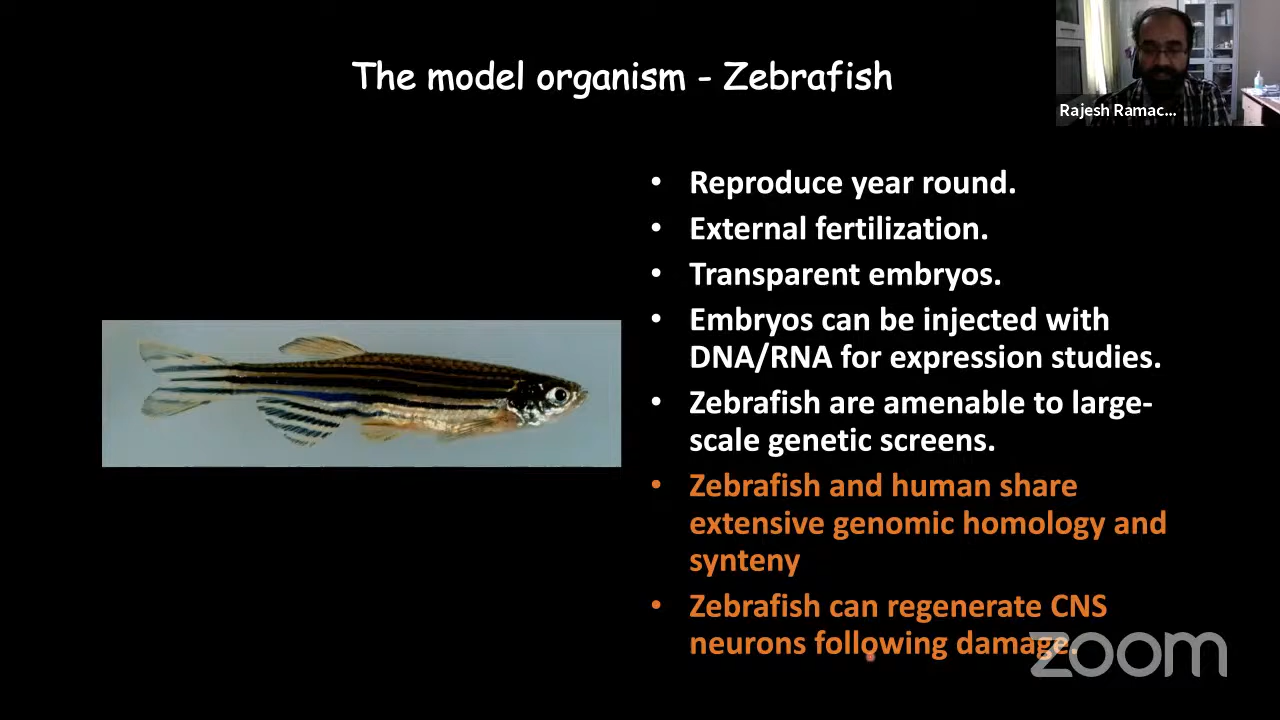 The model organism - Zebrafish
Rajesh Ramac...
• Reproduce year round.
• External fertilization.
• Transparent embryos.
• Embryos can be injected with
DNA/RNA for expression studies.
• Zebrafish are amenable to large-
scale genetic screens.
• Zebrafish and human share
extensive genomic homology and
synteny
• Zebrafish can regenerate CNS
neurons following damage.
zoom